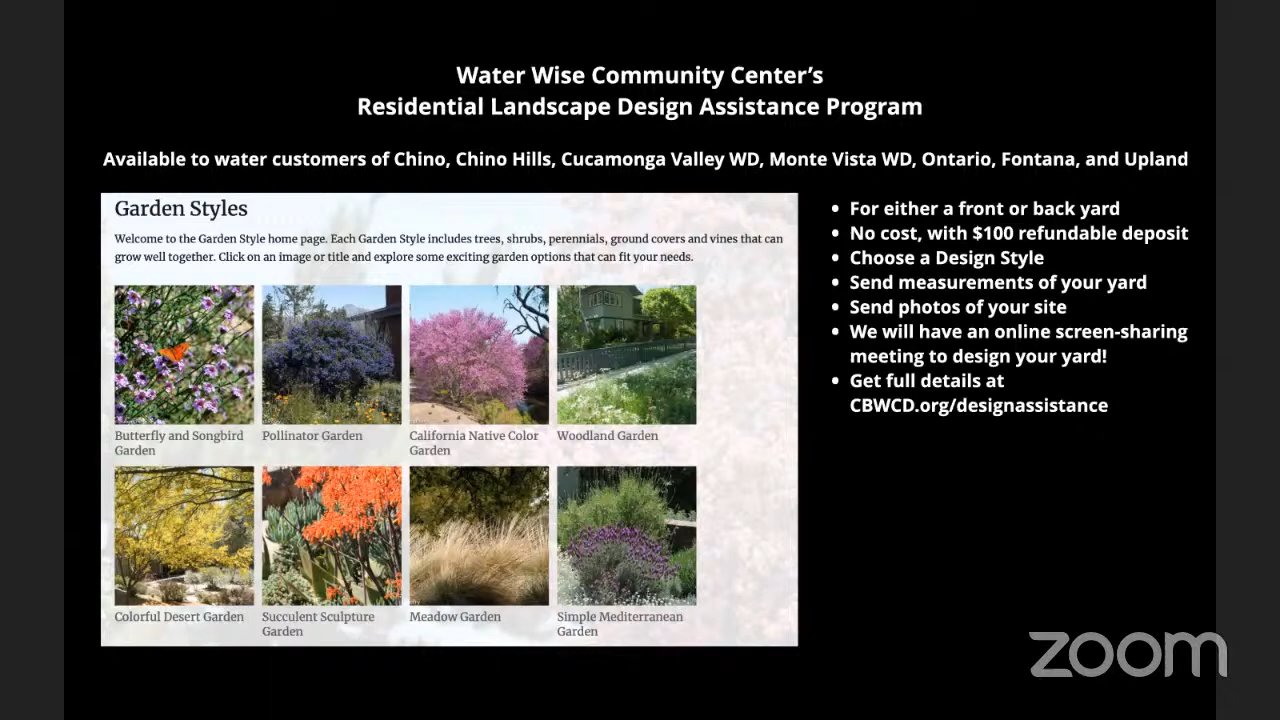 Water Wise Community Center’s
Residential Landscape Design Assistance Program
Available to water customers of Chino, Chino Hills, Cucamonga Valley WD, Monte Vista WD, Ontario, Fontana, and Upland
Garden Styles
Welcome to the Garden Style home page. Each Garden Style includes trees, shrubs, perennials, ground covers and vines that can
grow well together. Click on an image or title and explore some exciting garden options that can fit your needs.
Butterfly and Songbird
Garden
Pollinator Garden
California Native Color
Garden
Woodland Garden
Colorful Desert Garden
Succulent Sculpture
Garden
Meadow Garden
Simple Mediterranean
Garden
• For either a front or back yard
• No cost, with $100 refundable deposit
• Choose a Design Style
• Send measurements of your yard
• Send photos of your site
• We will have an online screen-sharing
meeting to design your yard!
• Get full details at
CBWCD.org/designassistance
zoom